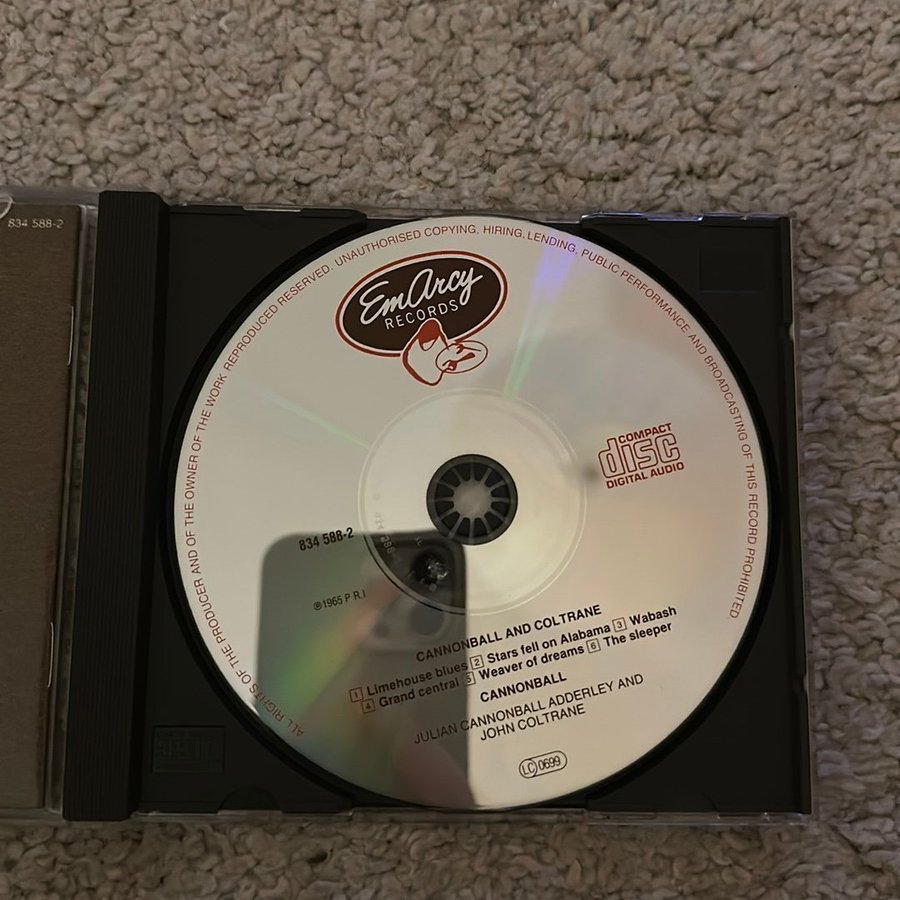 834 588-2
ALL RIGHTS OF THE PRODUCER AND OF THE OWNER OF THE WORK REPRODUCED RESERVED. UNAUTHORISED COPYING, HIRING, LENDING, PUBLIC PERFORMANCE AND BROADCASTING OF THIS RECORD PROHIBITED.
EmArcy
RECORDS
COMPACT
disc
DIGITAL AUDIO
834 588-2
℗1965 P.R.I
CANNONBALL AND COLTRANE
1 Limehouse blues 2 Stars fell on Alabama 3 Wabash
4 Grand central 5 Weaver of dreams 6 The sleeper
CANNONBALL
JULIAN CANNONBALL ADDERLEY AND
JOHN COLTRANE
LC 0699